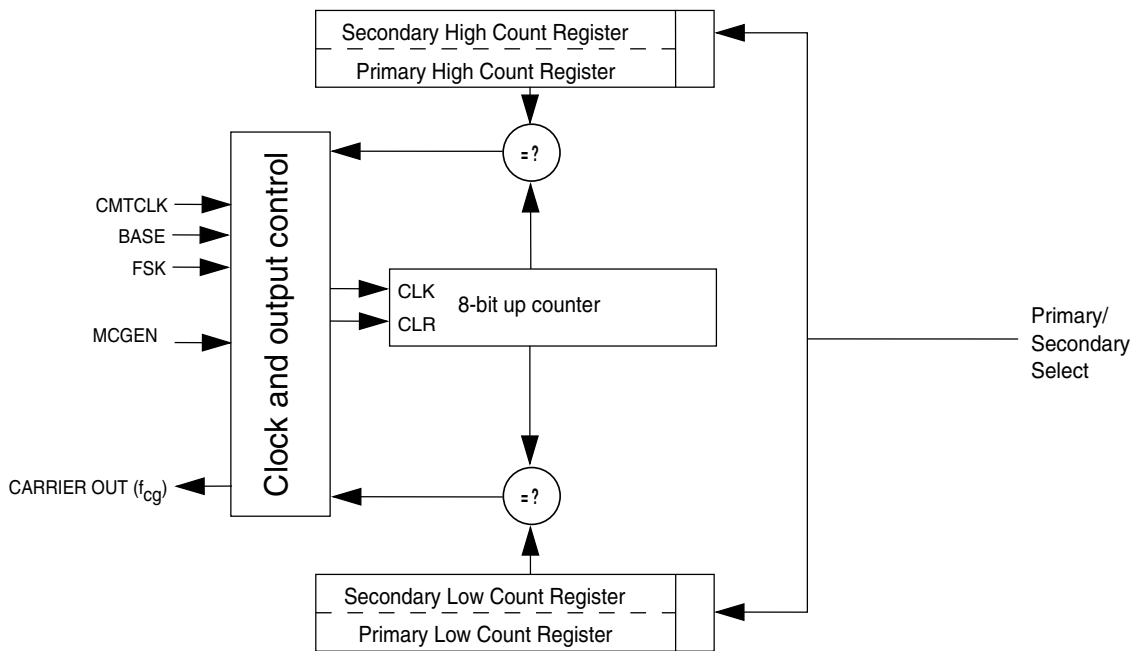 Secondary High Count Register
Primary High Count Register
=?
Clock and output control
CMTCLK
BASE
FSK
MCGEN
CLK
CLR
8-bit up counter
Primary/
Secondary
Select
CARRIER OUT (fcg)
=?
Secondary Low Count Register
Primary Low Count Register